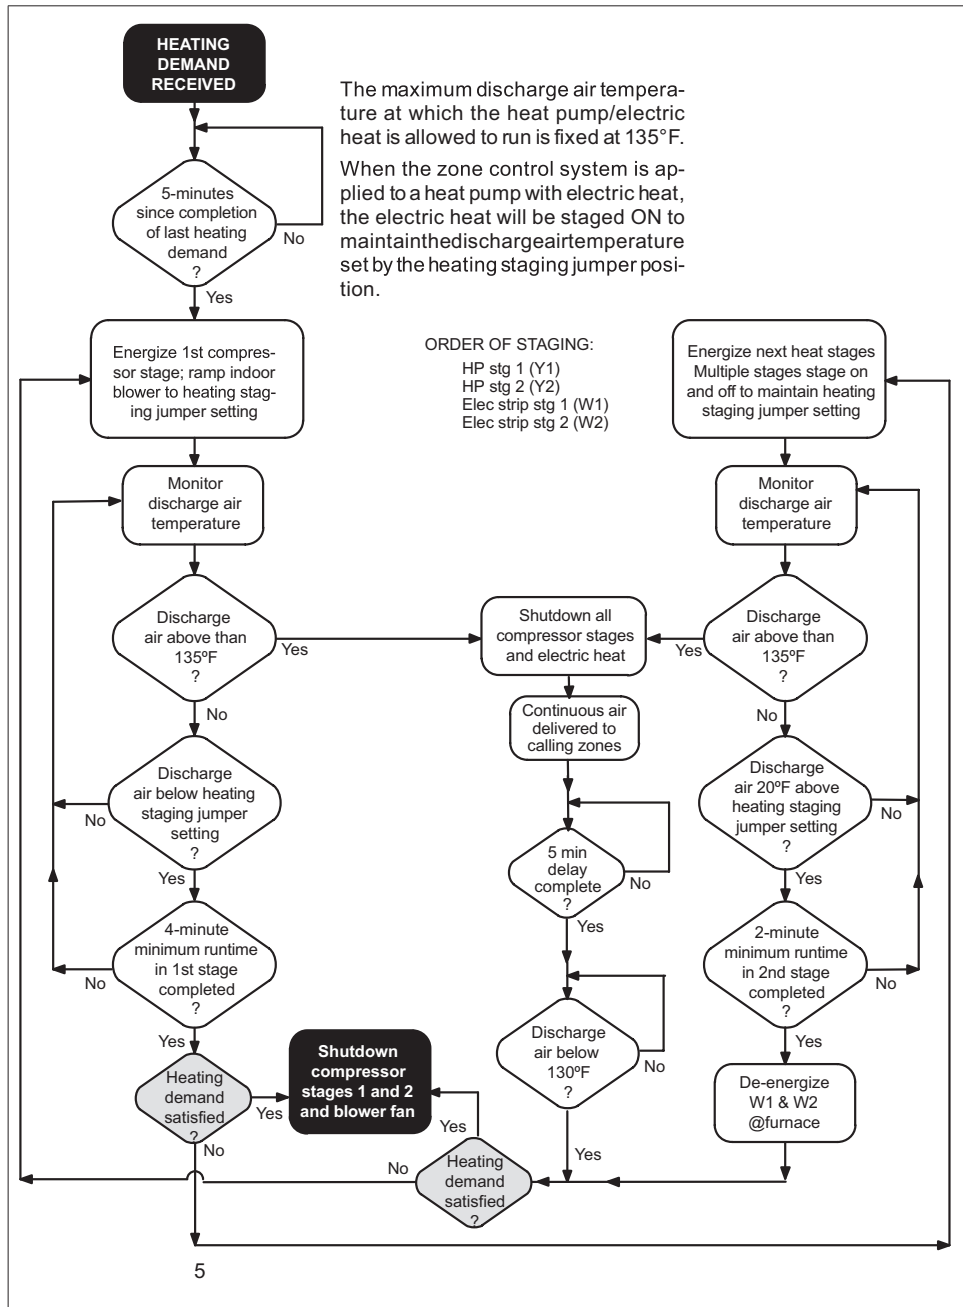 HEATING
DEMAND
RECEIVED
The maximum discharge air tempera-
ture at which the heat pump/electric
heat is allowed to run is fixed at 135°F.
When the zone control system is ap-
plied to a heat pump with electric heat,
the electric heat will be staged ON to
maintainthedischargeairtemperature
set by the heating staging jumper posi-
tion.
5-minutes
since completion
of last heating
demand
?
No
Yes
Energize 1st compres-
sor stage; ramp indoor
blower to heating stag-
ing jumper setting
ORDER OF STAGING:
HP stg 1 (Y1)
HP stg 2 (Y2)
Elec strip stg 1 (W1)
Elec strip stg 2 (W2)
Energize next heat stages
Multiple stages stage on
and off to maintain heating
staging jumper setting
Monitor
discharge air
temperature
Monitor
discharge air
temperature
Discharge
air above than
135ºF
?
Yes
No
Shutdown all
compressor stages
and electric heat
Discharge
air above than
135ºF
?
Yes
No
Continuous air
delivered to
calling zones
Discharge
air below heating
staging jumper
setting
?
No
Yes
Discharge
air 20ºF above
heating staging
jumper setting
?
No
Yes
5 min
delay
complete
?
No
Yes
4-minute
minimum runtime
in 1st stage
completed
?
No
Yes
2-minute
minimum runtime
in 2nd stage
completed
?
No
Yes
Discharge
air below
130ºF
?
No
Yes
Heating
demand
satisfied
?
Yes
No
Shutdown
compressor
stages 1 and 2
and blower fan
De-energize
W1 & W2
@furnace
Heating
demand
satisfied
?
Yes
No
5